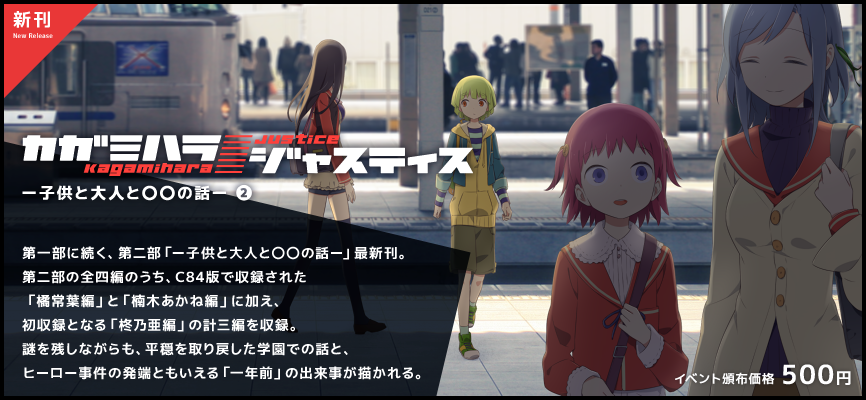 新刊
New Release
カガミハラ
Justice
kagamihara
ジャスティス
ー子供と大人と〇〇の話ー ❷
第一部に続く、第二部「ー子供と大人と〇〇の話ー」最新刊。
第二部の全四編のうち、C84版で収録された
「橘常葉編」と「楠木あかね編」に加え、
初収録となる「柊乃亜編」の計三編を収録。
謎を残しながらも、平穏を取り戻した学園での話と、
ヒーロー事件の発端ともいえる「一年前」の出来事が描かれる。
イベント頒布価格 500円